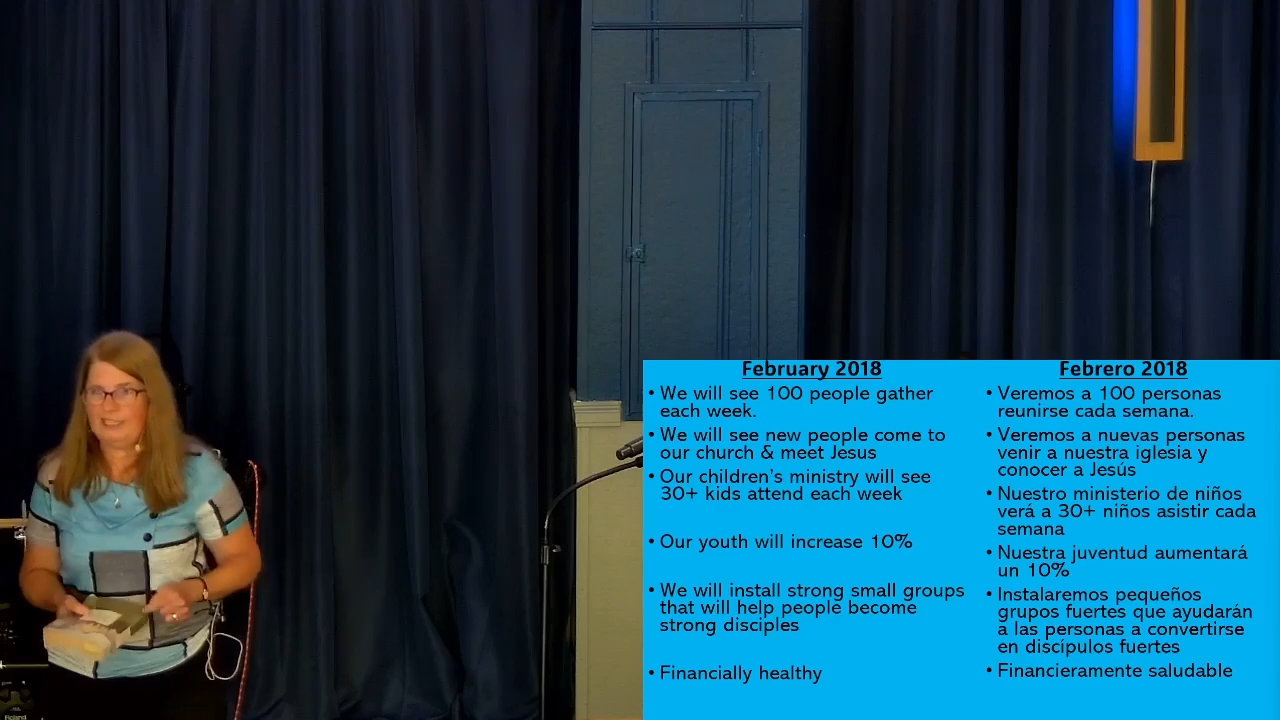 February 2018
• We will see 100 people gather
each week.
• We will see new people come to
our church & meet Jesus
• Our children's ministry will see
30+ kids attend each week
• Our youth will increase 10%
• We will install strong small groups
that will help people become
strong disciples
• Financially healthy
Febrero 2018
• Veremos a 100 personas
reunirse cada semana.
• Veremos a nuevas personas
venir a nuestra iglesia y
conocer a Jesús
• Nuestro ministerio de niños
verá a 30+ niños asistir cada
semana
• Nuestra juventud aumentará
un 10%
• Instalaremos pequeños
grupos fuertes que ayudarán
a las personas a convertirse
en discípulos fuertes
• Financieramente saludable
Roland